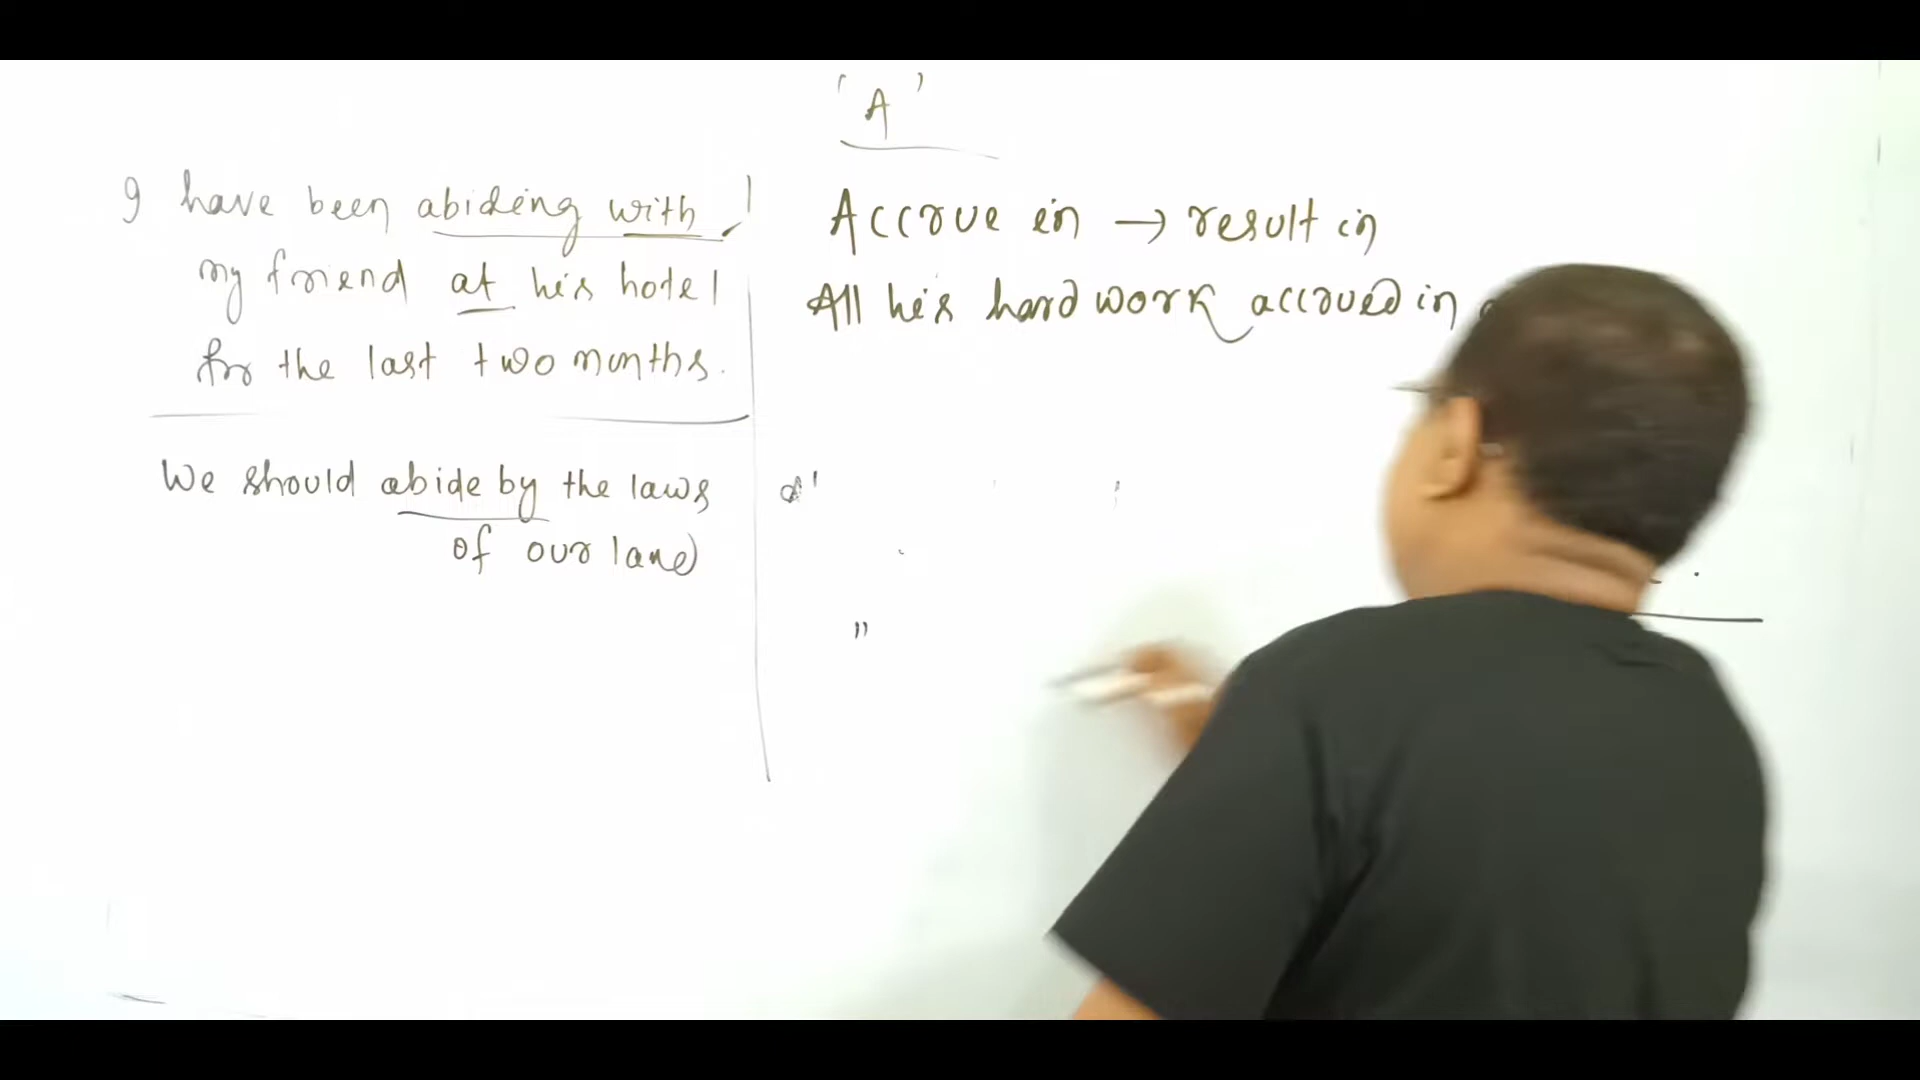 'A'
I have been abiding with
my friend at his hotel
for the last two months.
We should abide by the laws
of our land
Accrue in → result in
All his hard work accrued in